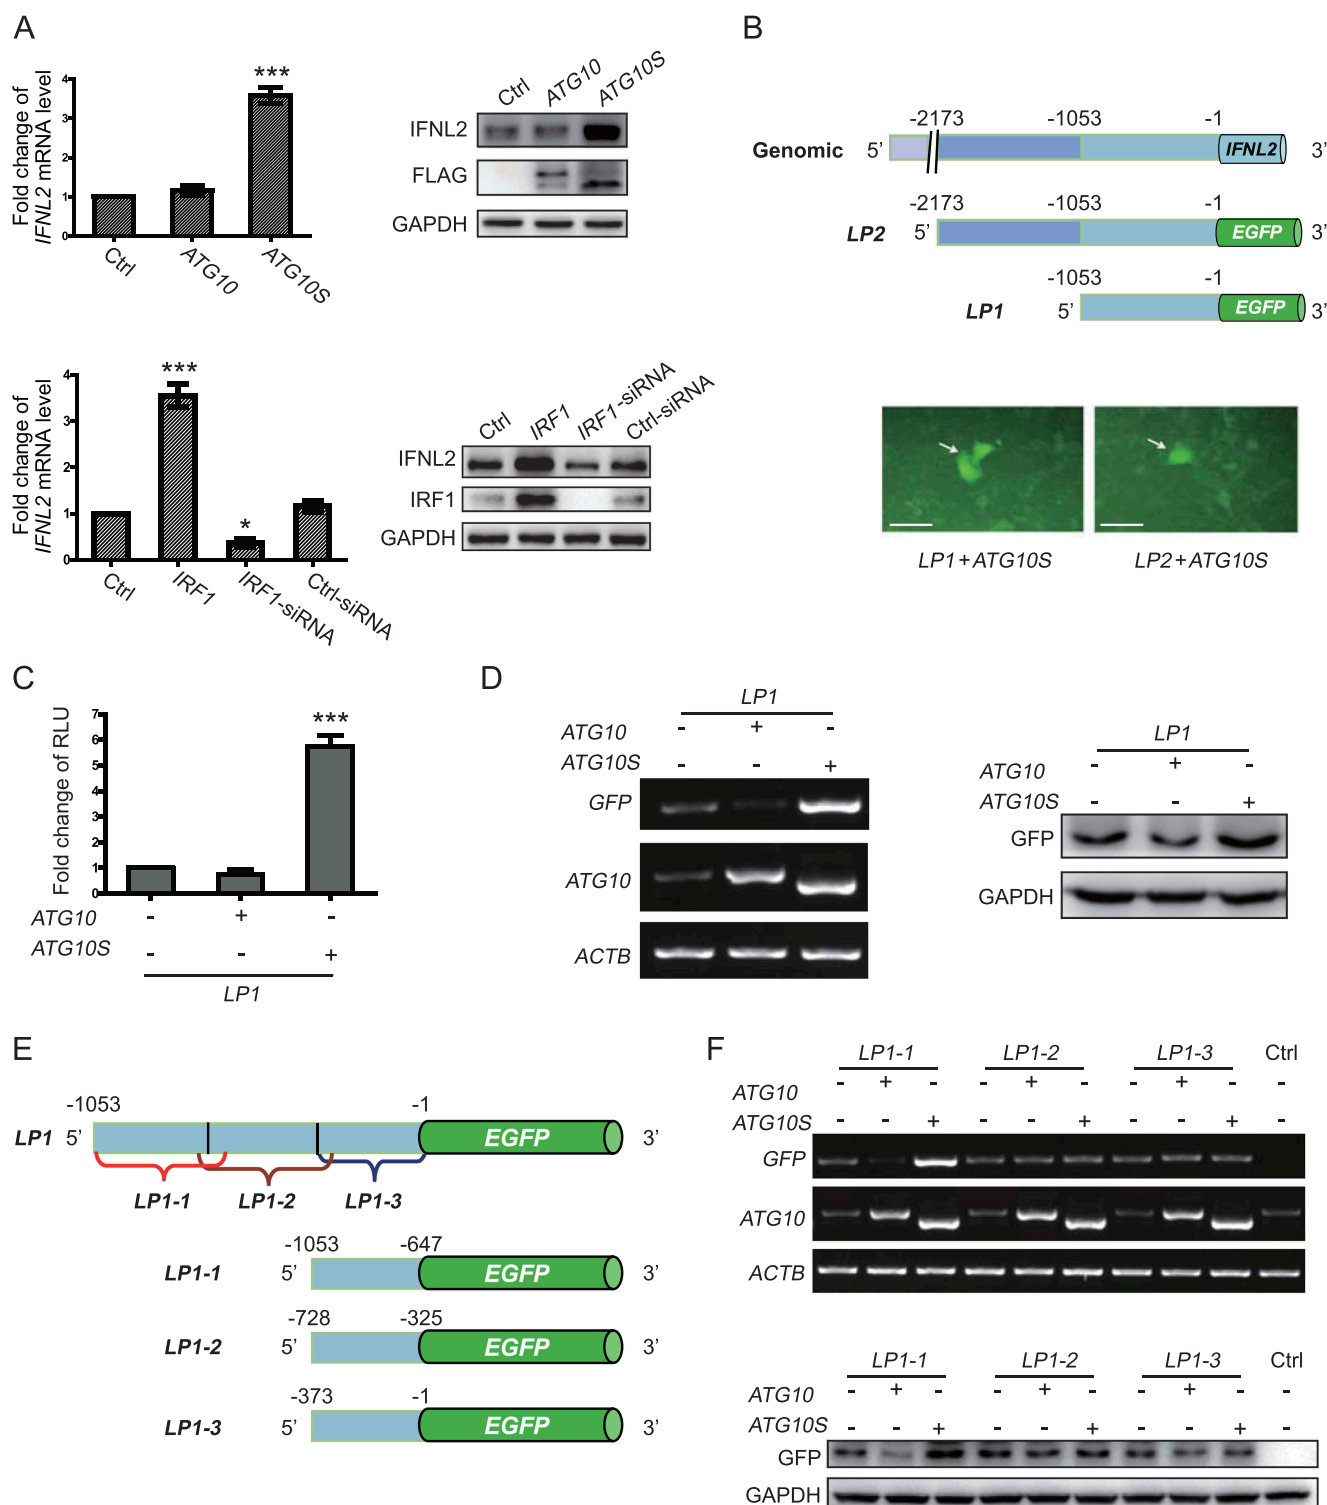 A
Fold change of
IFNL2 mRNA level
4
3
2
1
0
***
Ctrl
ATG10
ATG10S
Ctrl ATG10 ATG10S
IFNL2
FLAG
GAPDH
Fold change of
IFNL2 mRNA level
4
3
2
1
0
***
*
Ctrl
IRF1
IRF1-siRNA
Ctrl-siRNA
Ctrl IRF1 IRF1-siRNA Ctrl-siRNA
IFNL2
IRF1
GAPDH
B
-2173 -1053 -1
Genomic 5' IFNL2 3'
-2173 -1053 -1
LP2 5' EGFP 3'
-1053 -1
LP1 5' EGFP 3'
LP1+ATG10S LP2+ATG10S
C
Fold change of RLU
7
6
5
4
3
2
1
0
***
ATG10 - + -
ATG10S - - +
LP1
D
LP1
ATG10 - + -
ATG10S - - +
GFP
ATG10
ACTB
LP1
ATG10 - + -
ATG10S - - +
GFP
GAPDH
E
-1053 -1
LP1 5' EGFP 3'
LP1-1 LP1-2 LP1-3
-1053 -647
LP1-1 5' EGFP 3'
-728 -325
LP1-2 5' EGFP 3'
-373 -1
LP1-3 5' EGFP 3'
F
LP1-1 LP1-2 LP1-3 Ctrl
ATG10 - + - - + - - + - -
ATG10S - - + - - + - - + -
GFP
ATG10
ACTB
LP1-1 LP1-2 LP1-3 Ctrl
ATG10 - + - - + - - + - -
ATG10S - - + - - + - - + -
GFP
GAPDH